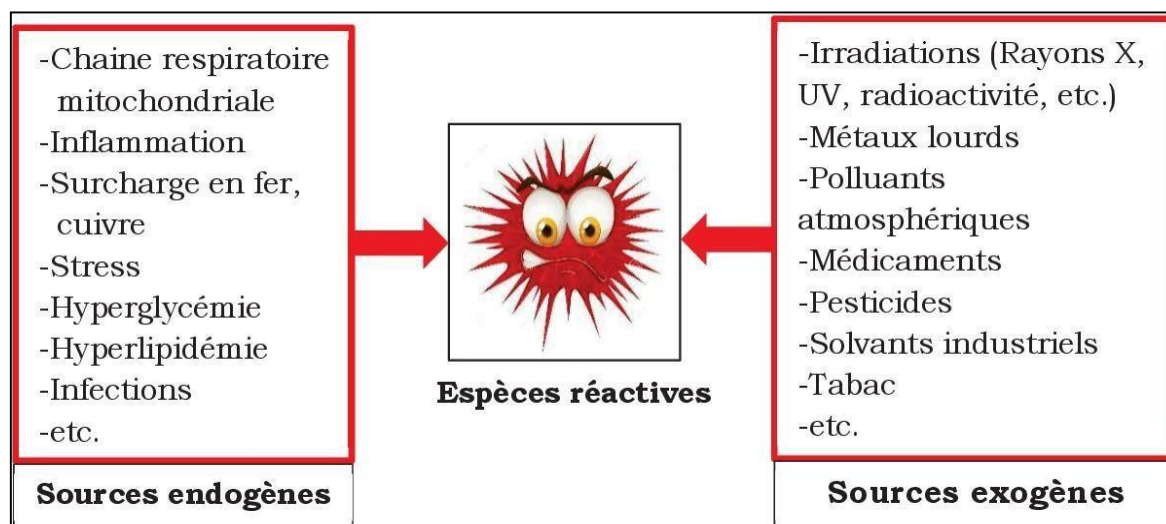 -Chaine respiratoire
mitochondriale
-Inflammation
-Surcharge en fer,
cuivre
-Stress
-Hyperglycémie
-Hyperlipidémie
-Infections
-etc.
Sources endogènes
Espèces réactives
-Irradiations (Rayons X,
UV, radioactivité, etc.)
-Métaux lourds
-Polluants
atmosphériques
-Médicaments
-Pesticides
-Solvants industriels
-Tabac
-etc.
Sources exogènes